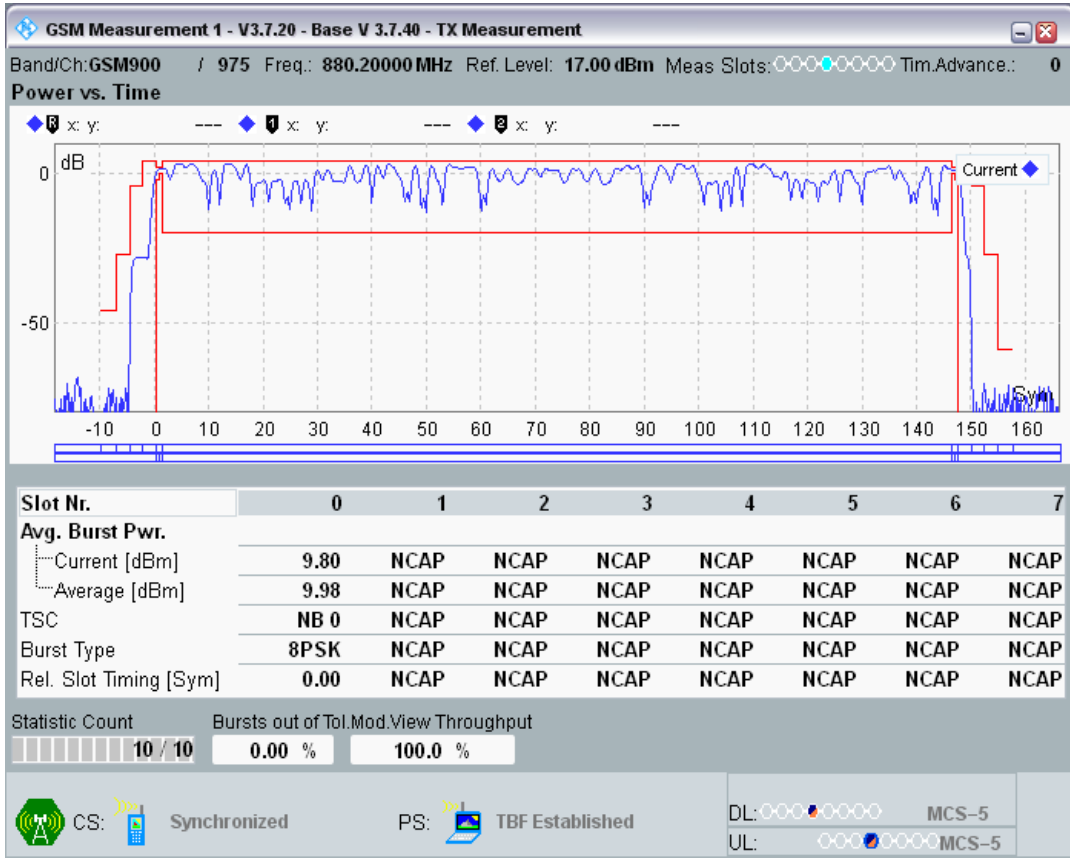 GSM Measurement 1 - V3.7.20 - Base V 3.7.40 - TX Measurement
Band/Ch:GSM900 / 975 Freq.: 880.20000 MHz Ref. Level: 17.00 dBm Meas Slots: Tim.Advance.: 0
Power vs. Time
R x: y: --- 1 x: y: --- 2 x: y: ---
dB
0
Current
-50
Sym
-10 0 10 20 30 40 50 60 70 80 90 100 110 120 130 140 150 160
Slot Nr. 0 1 2 3 4 5 6 7
Avg. Burst Pwr.
Current [dBm] 9.80 NCAP NCAP NCAP NCAP NCAP NCAP NCAP
Average [dBm] 9.98 NCAP NCAP NCAP NCAP NCAP NCAP NCAP
TSC NB 0 NCAP NCAP NCAP NCAP NCAP NCAP NCAP
Burst Type 8PSK NCAP NCAP NCAP NCAP NCAP NCAP NCAP
Rel. Slot Timing [Sym] 0.00 NCAP NCAP NCAP NCAP NCAP NCAP NCAP
Statistic Count Bursts out of Tol.Mod.View Throughput
10 / 10 0.00 % 100.0 %
CS: Synchronized PS: TBF Established
DL: MCS-5
UL: MCS-5